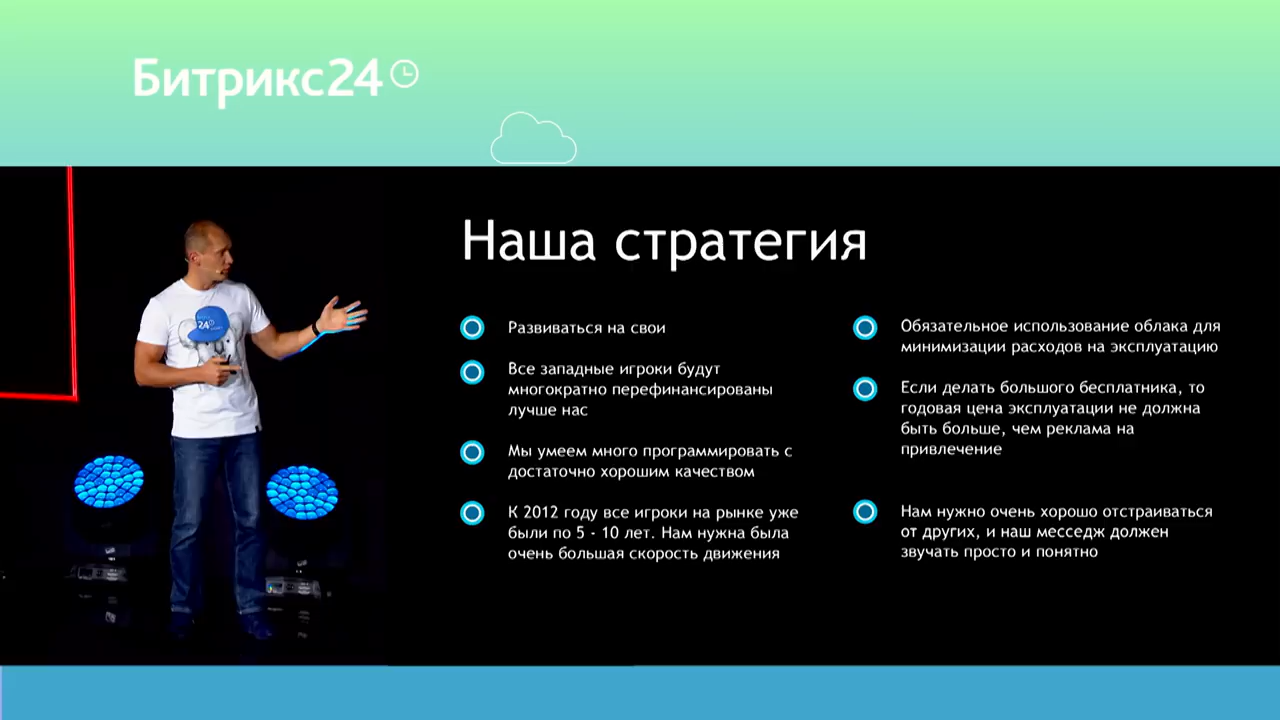 Битрикс24
Наша стратегия
Развиваться на свои
Все западные игроки будут
многократно перефинансированы
лучше нас
Мы умеем много программировать с
достаточно хорошим качеством
К 2012 году все игроки на рынке уже
были по 5 - 10 лет. Нам нужна была
очень большая скорость движения
Обязательное использование облака для
минимизации расходов на эксплуатацию
Если делать большого бесплатника, то
годовая цена эксплуатации не должна
быть больше, чем реклама на
привлечение
Нам нужно очень хорошо отстраиваться
от других, и наш месседж должен
звучать просто и понятно
24